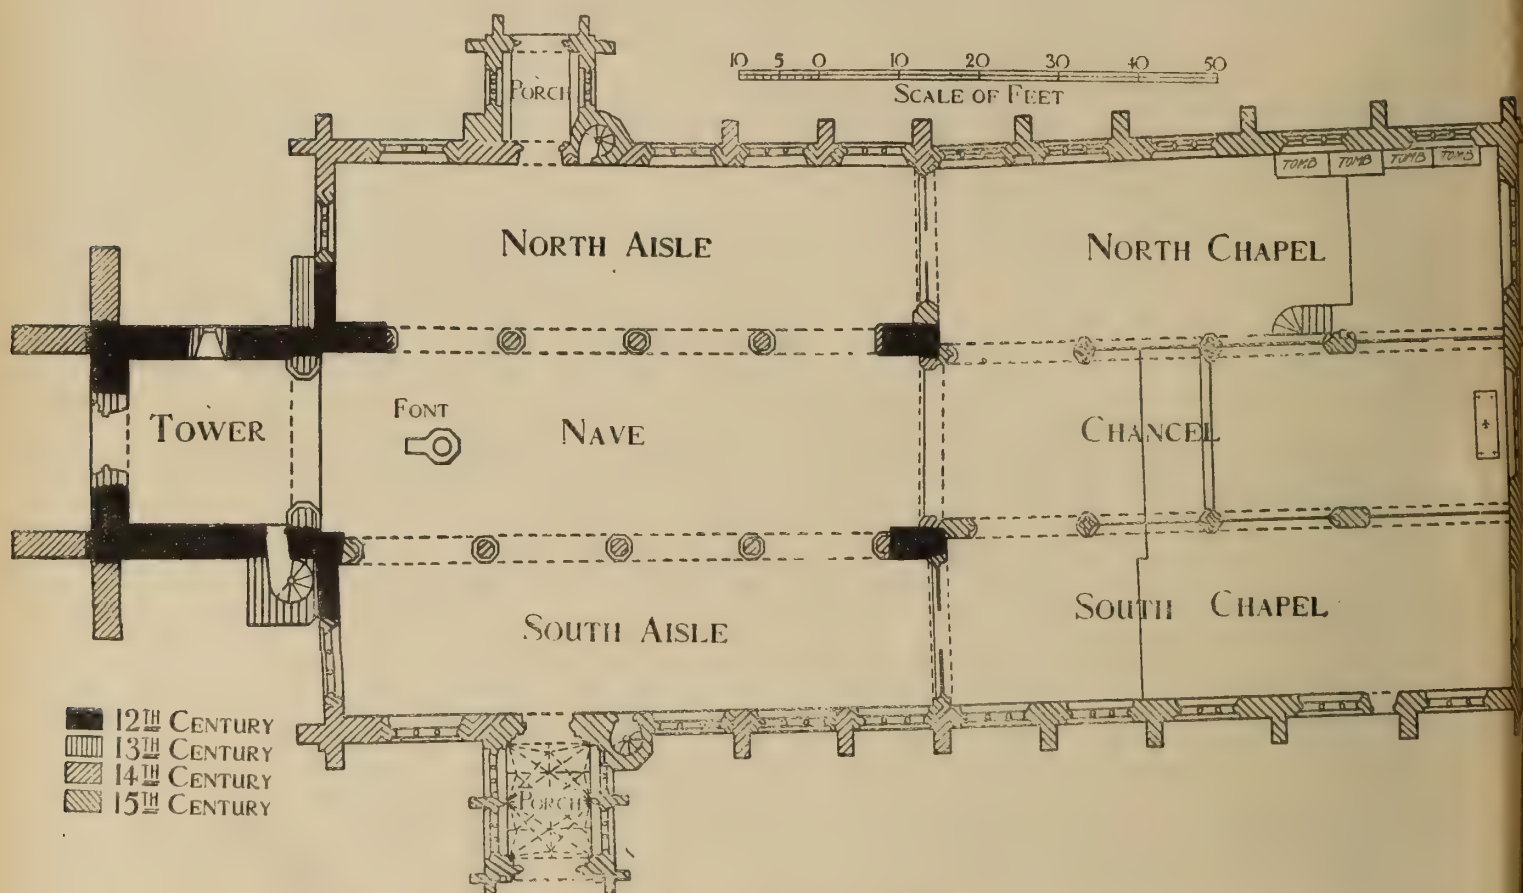 10 5 0 10 20 30 40 50
SCALE OF FEET
PORCH
TOMB TOMB TOMB TOMB
NORTH AISLE
NORTH CHAPEL
FONT
TOWER
NAVE
CHANCEL
SOUTH AISLE
SOUTH CHAPEL
PORCH
12TH CENTURY
13TH CENTURY
14TH CENTURY
15TH CENTURY